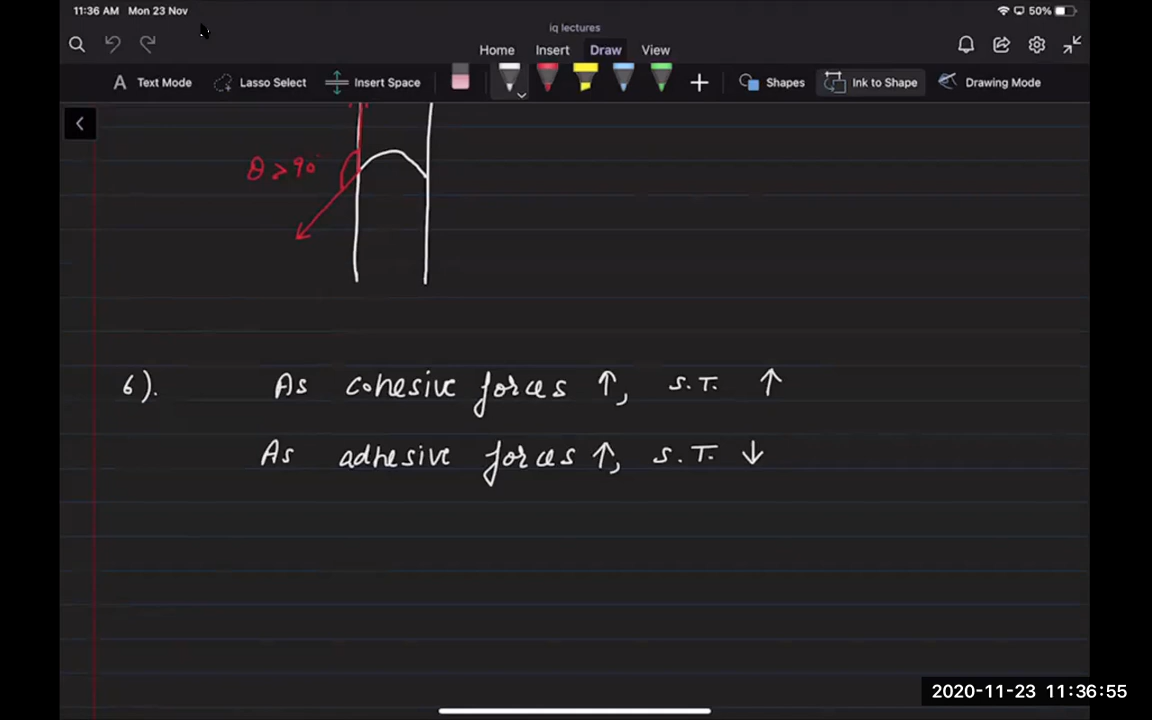 11:36 AM Mon 23 Nov
50%
iq lectures
Home Insert Draw View
Text Mode Lasso Select Insert Space Shapes Ink to Shape Drawing Mode
θ > 90°
6). As cohesive forces ↑, S.T. ↑
As adhesive forces ↑, S.T. ↓
2020-11-23 11:36:55